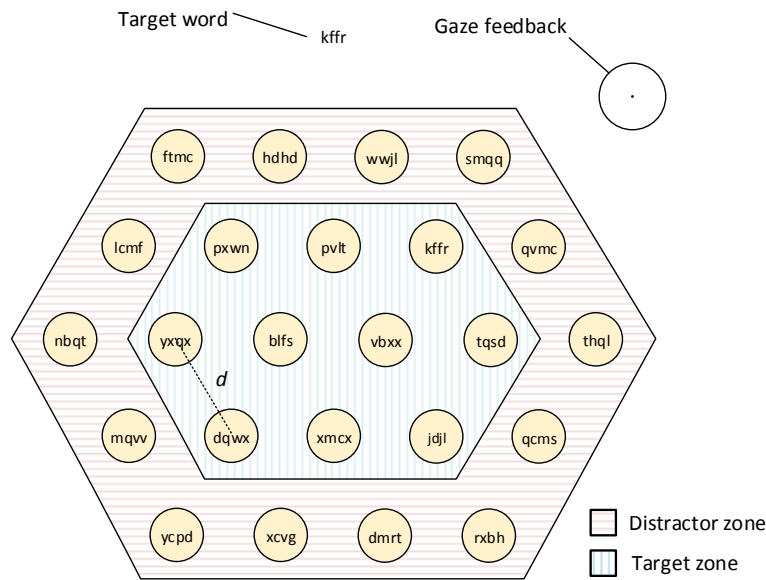 Target word
kffr
Gaze feedback
ftmc hdhd wwjl smqq
lcmf pxwn pvlt kffr qvmc
nbqt yxqx blfs vbxx tqsd thql
d
mqvv dqwx xmcx jdjl qcms
ycpd xcvg dmrt rxbh
Distractor zone
Target zone